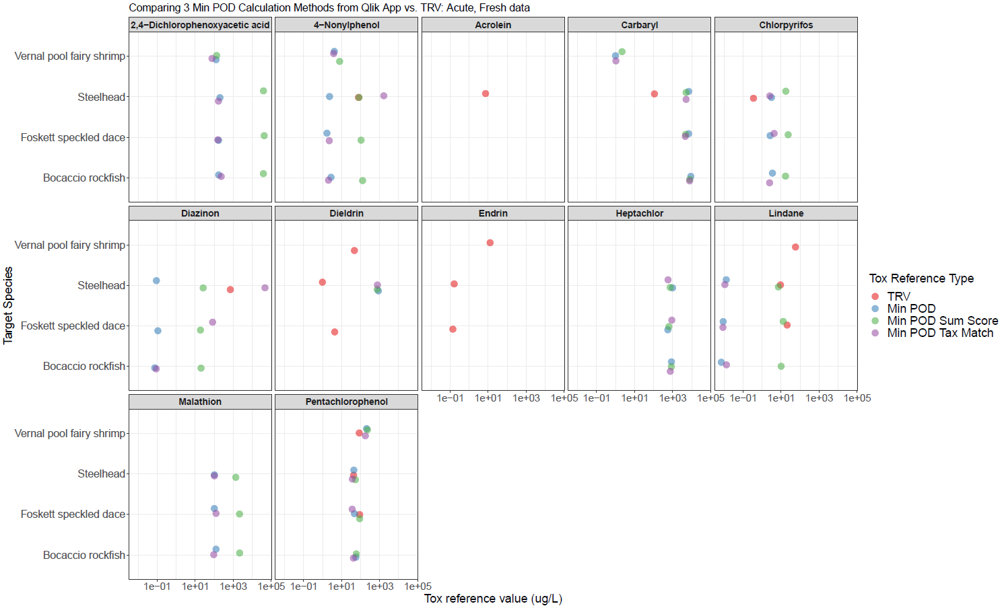 Comparing 3 Min POD Calculation Methods from Qlik App vs. TRV: Acute, Fresh data
2,4−Dichlorophenoxyacetic acid
4−Nonylphenol
Acrolein
Carbaryl
Chlorpyrifos
Vernal pool fairy shrimp
Steelhead
Foskett speckled dace
Bocaccio rockfish
Diazinon
Dieldrin
Endrin
Heptachlor
Lindane
Vernal pool fairy shrimp
Steelhead
Foskett speckled dace
Bocaccio rockfish
1e−01 1e+01 1e+03 1e+05
1e−01 1e+01 1e+03 1e+05
1e−01 1e+01 1e+03 1e+05
Malathion
Pentachlorophenol
Vernal pool fairy shrimp
Steelhead
Foskett speckled dace
Bocaccio rockfish
1e−01 1e+01 1e+03 1e+05
1e−01 1e+01 1e+03 1e+05
Tox reference value (ug/L)
Target Species
Tox Reference Type
TRV
Min POD
Min POD Sum Score
Min POD Tax Match